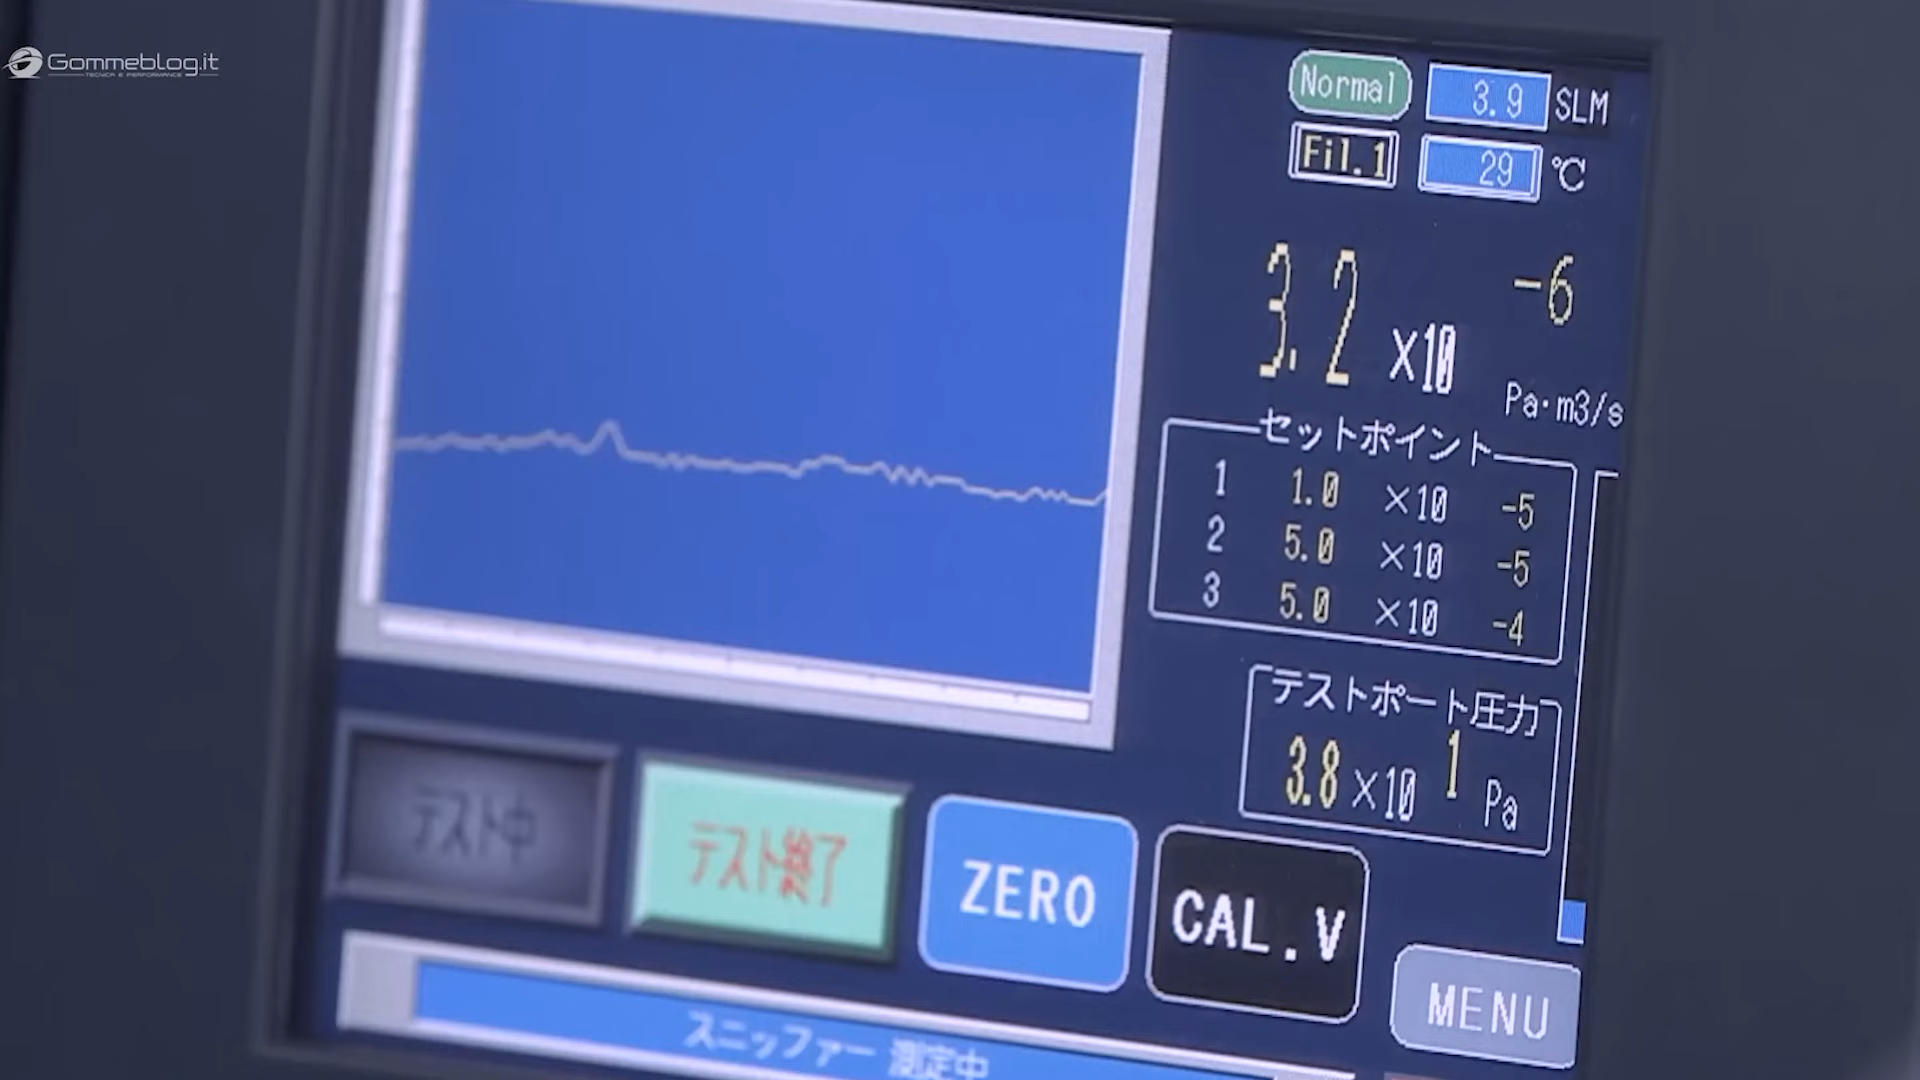 Gommeblog.it
TECNICA E PERFORMANCE
Normal 3.9 SLM
Fil.1 29 ℃
3.2 ×10 -6
Pa·m3/s
セットポイント
1 1.0 ×10 -5
2 5.0 ×10 -5
3 5.0 ×10 -4
テストポート圧力
3.8 ×10 1 Pa
テスト中
テスト終了
ZERO
CAL.V
MENU
スニッファー 測定中